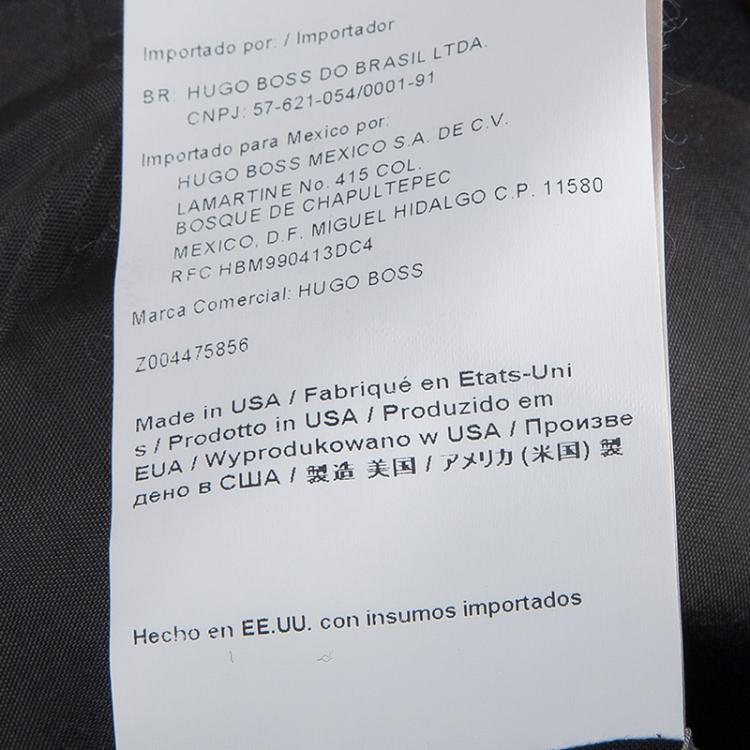 Importado por: / Importador
BR: HUGO BOSS DO BRASIL LTDA.
CNPJ: 57-621-054/0001-91
Importado para Mexico por:
HUGO BOSS MEXICO S.A. DE C.V.
LAMARTINE No. 415 COL.
BOSQUE DE CHAPULTEPEC
MEXICO, D.F. MIGUEL HIDALGO C.P. 11580
RFC HBM990413DC4
Marca Comercial: HUGO BOSS
Z004475856
Made in USA / Fabriqué en Etats-Uni
s / Prodotto in USA / Produzido em
EUA / Wyprodukowano w USA / Произве
дено в США / 製造 美国 / アメリカ (米国) 製
Hecho en EE.UU. con insumos importados